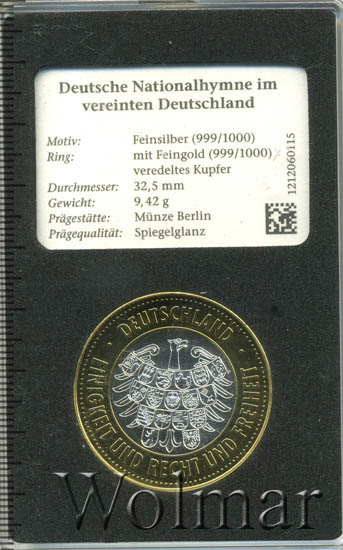 Deutsche Nationalhymne im
vereinten Deutschland
Motiv: Feinsilber (999/1000)
Ring: mit Feingold (999/1000)
veredeltes Kupfer
Durchmesser: 32,5 mm
Gewicht: 9,42 g
Prägestätte: Münze Berlin
Prägequalität: Spiegelglanz
1212060115
· DEUTSCHLAND ·
EINIGKEIT UND RECHT UND FREIHEIT
Wolmar